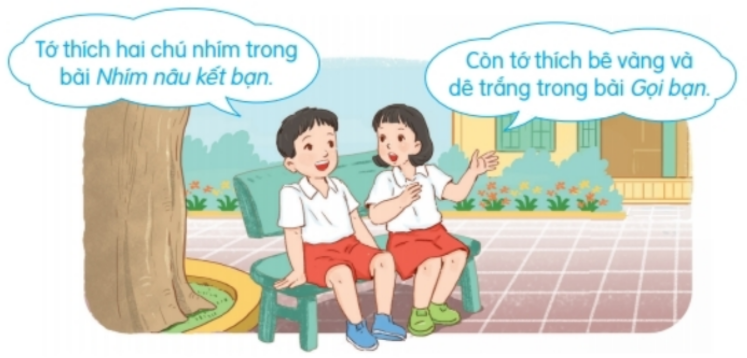 Tớ thích hai chú nhím trong
bài Nhím nâu kết bạn.
Còn tớ thích bê vàng và
dê trắng trong bài Gọi bạn.